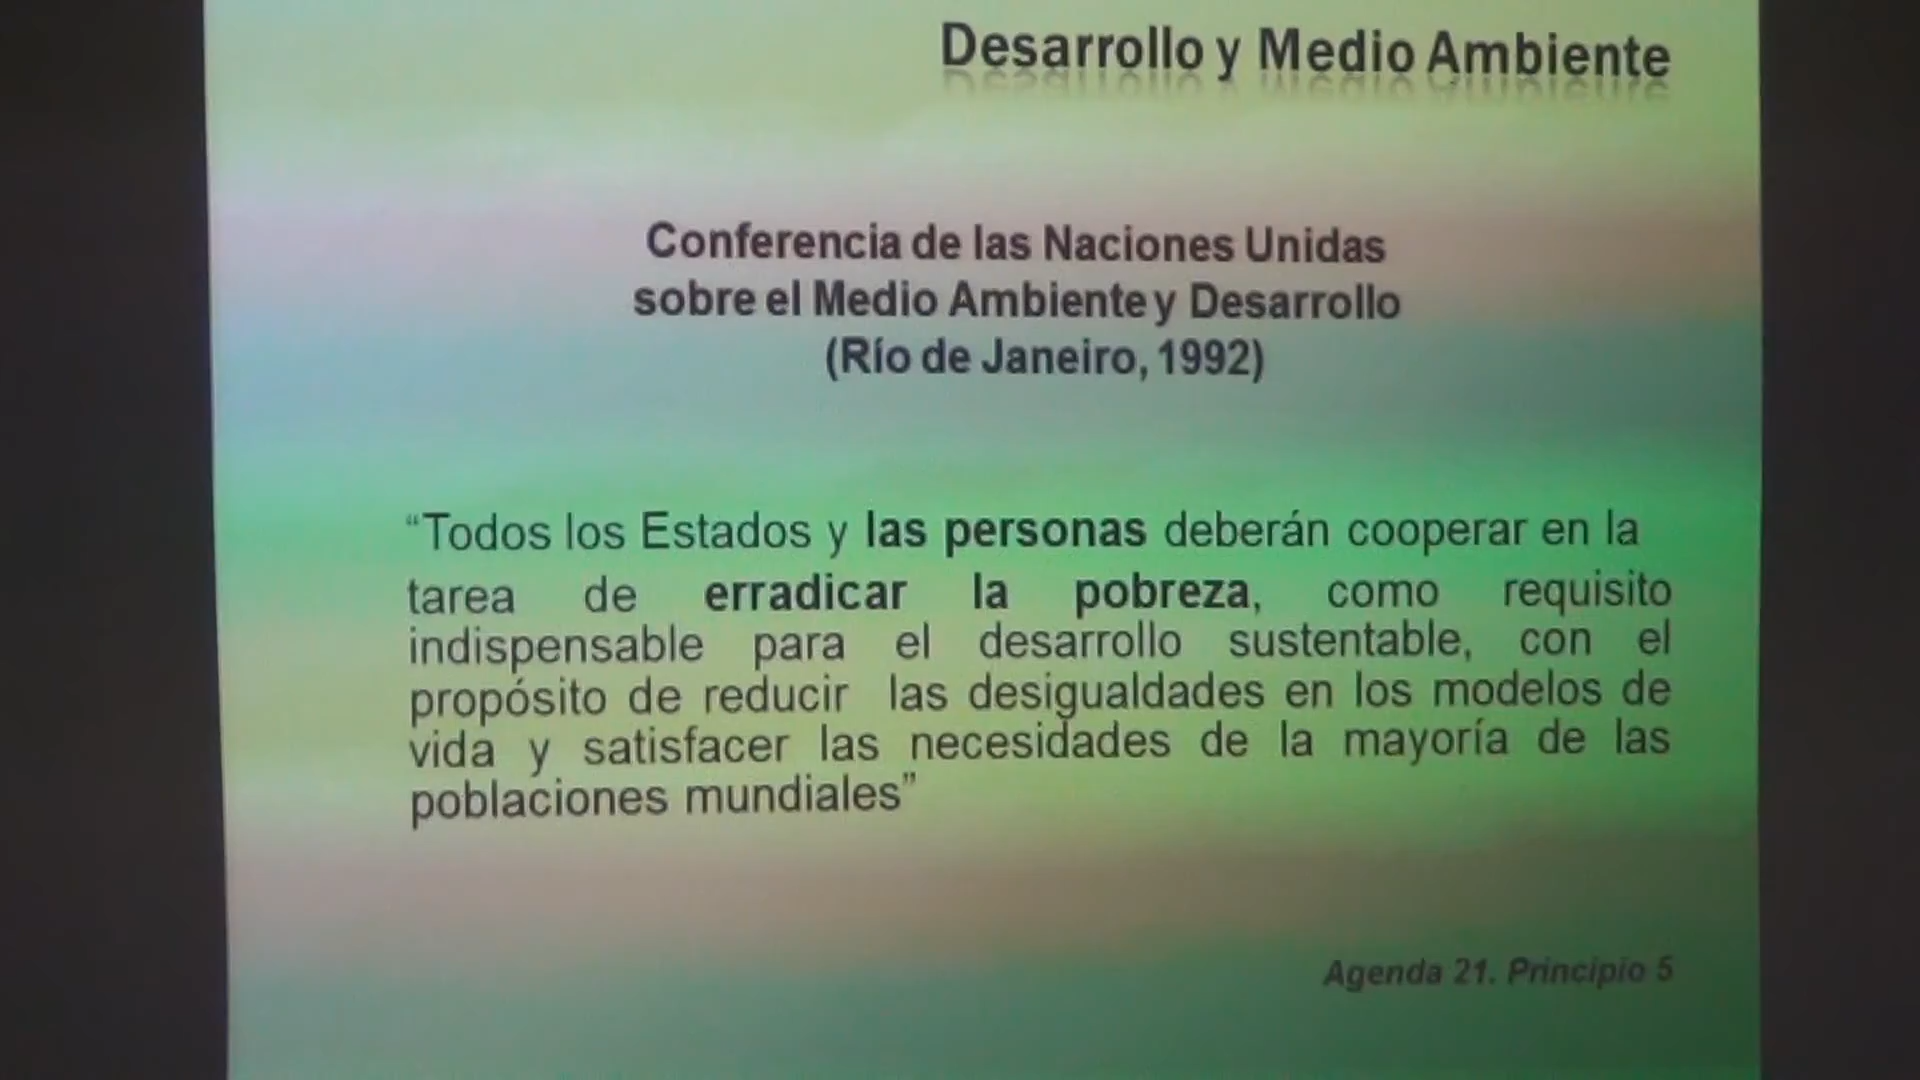 Desarrollo y Medio Ambiente
Conferencia de las Naciones Unidas
sobre el Medio Ambiente y Desarrollo
(Río de Janeiro, 1992)
“Todos los Estados y las personas deberán cooperar en la
tarea de erradicar la pobreza, como requisito
indispensable para el desarrollo sustentable, con el
propósito de reducir las desigualdades en los modelos de
vida y satisfacer las necesidades de la mayoría de las
poblaciones mundiales”
Agenda 21. Principio 5